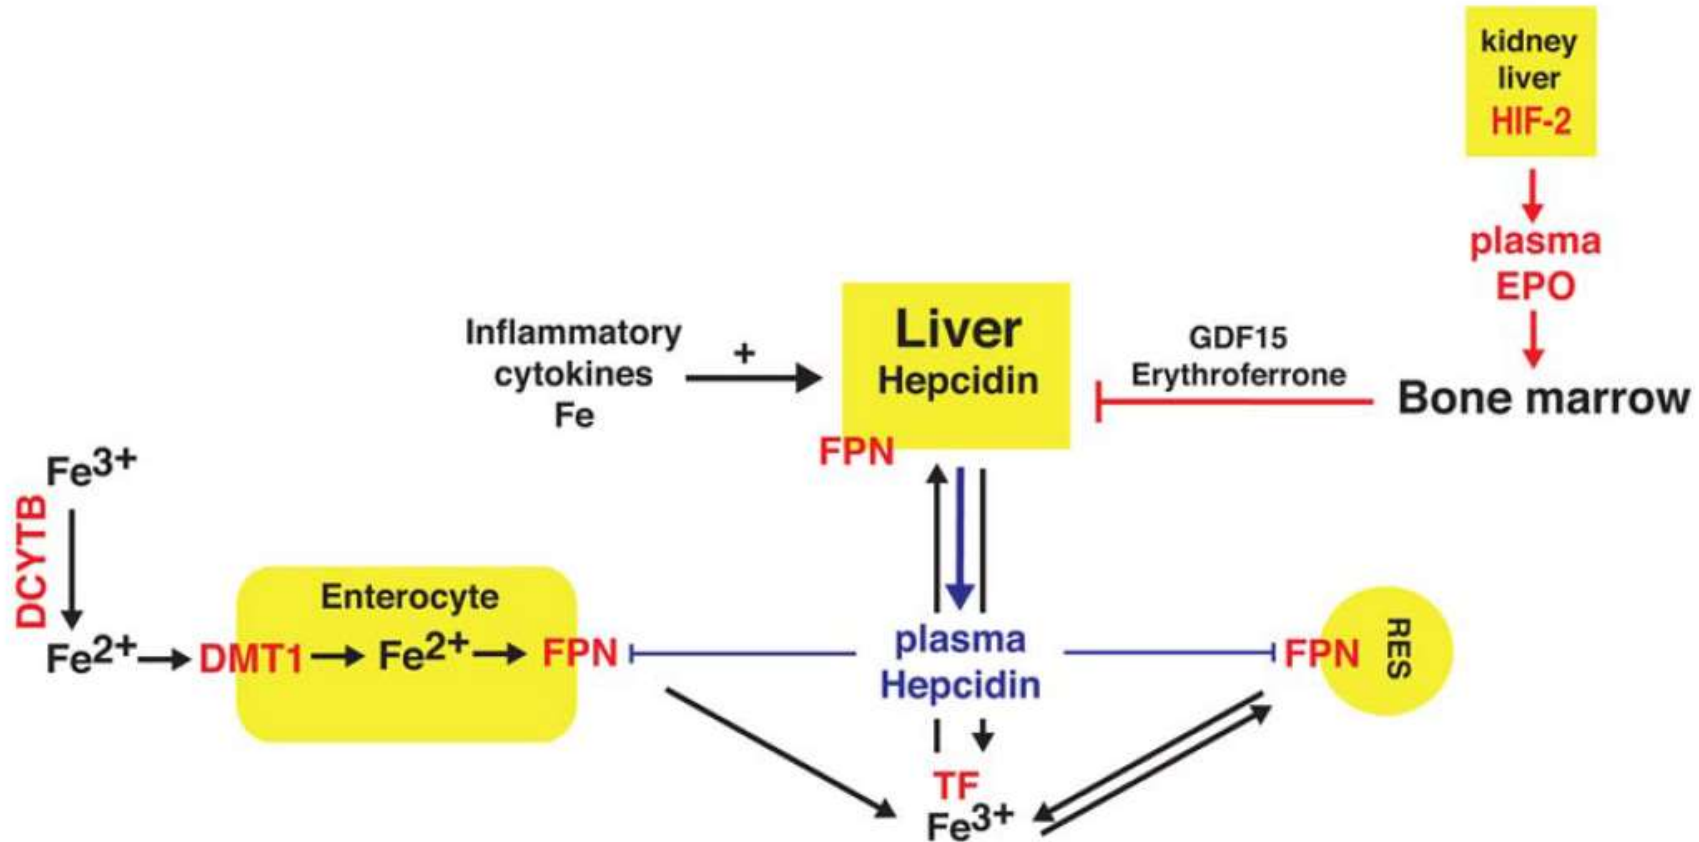 kidney
liver
HIF-2
plasma
EPO
Liver
Hepcidin
FPN
Inflammatory
cytokines
Fe
+
GDF15
Erythroferrone
Bone marrow
Fe3+
DCYTB
Fe2+
DMT1
Enterocyte
Fe2+
FPN
plasma
Hepcidin
FPN
RES
TF
Fe3+